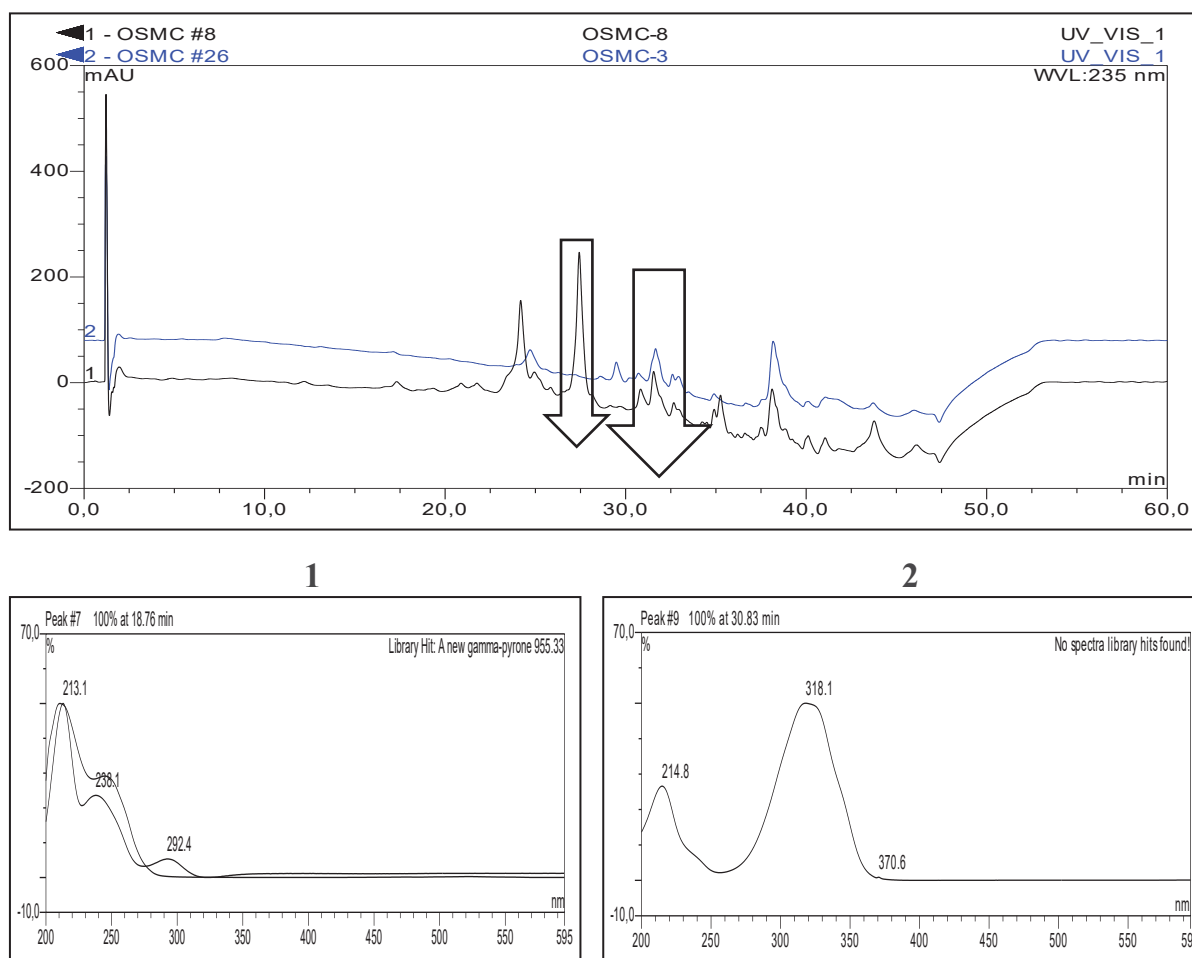 1 - OSMC #8 OSMC-8 UV_VIS_1
2 - OSMC #26 OSMC-3 UV_VIS_1
600
mAU WVL:235 nm
400
200
2
0
1
-200
min
0,0 10,0 20,0 30,0 40,0 50,0 60,0
1
Peak #7 100% at 18.76 min
70,0
%
Library Hit: A new gamma-pyrone 955.33
213.1
238.1
292.4
-10,0
nm
200 250 300 350 400 450 500 550 595
2
Peak #9 100% at 30.83 min
70,0
%
No spectra library hits found!
318.1
214.8
370.6
-10,0
nm
200 250 300 350 400 450 500 550 59